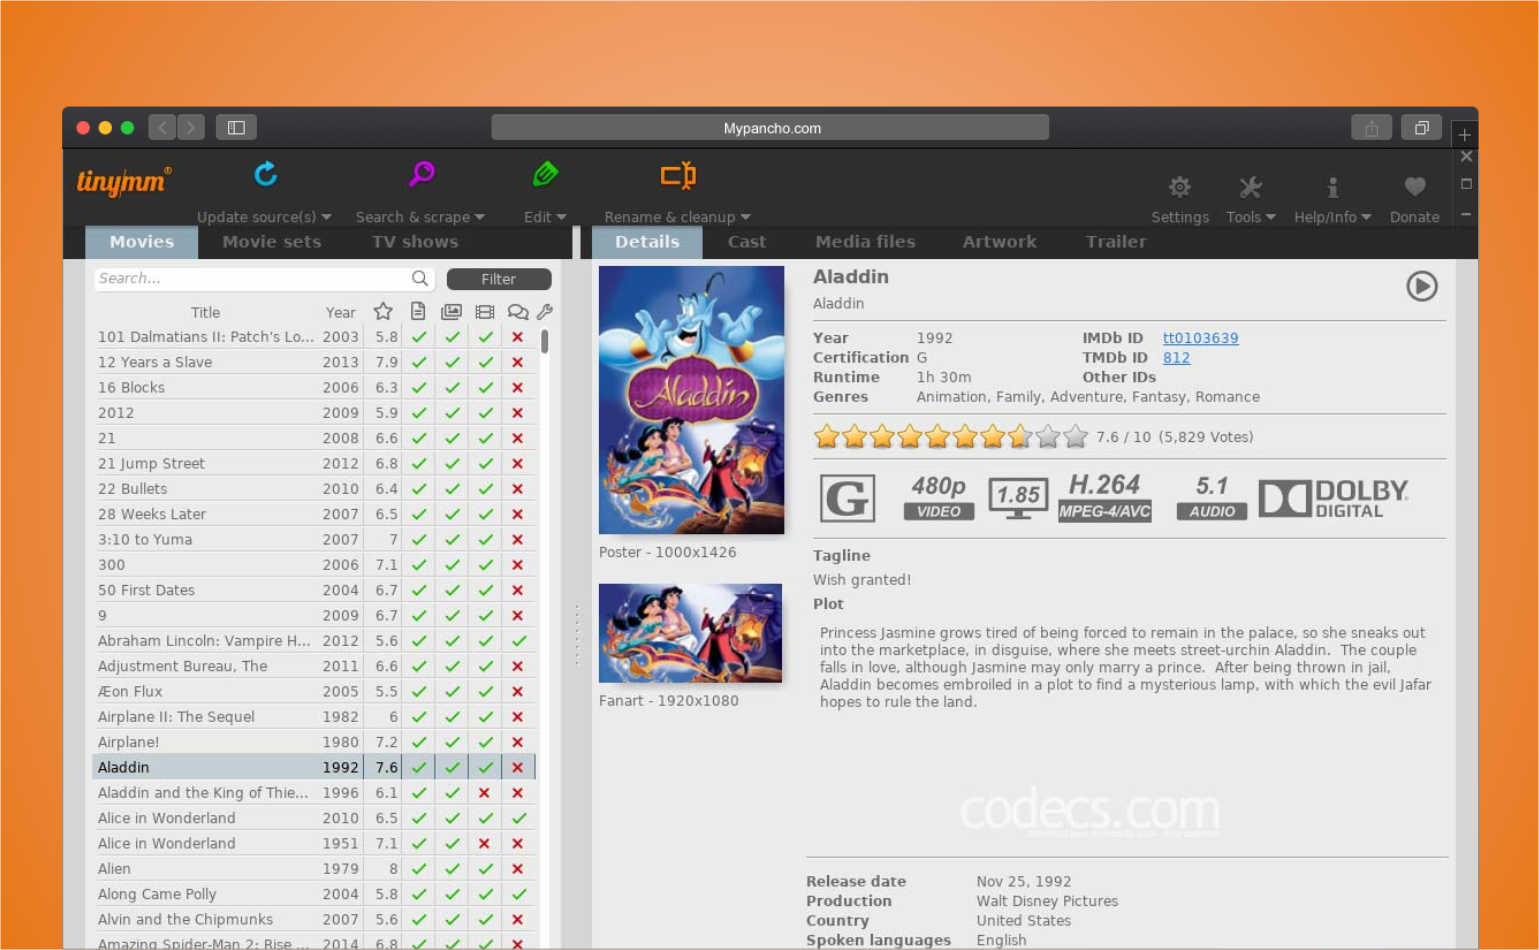 Mypancho.com
tinymm®
Update source(s)
Search & scrape
Edit
Rename & cleanup
Settings
Tools
Help/Info
Donate
Movies
Movie sets
TV shows
Details
Cast
Media files
Artwork
Trailer
Search...
Filter
Title Year
101 Dalmatians II: Patch's Lo... 2003 5.8
12 Years a Slave 2013 7.9
16 Blocks 2006 6.3
2012 2009 5.9
21 2008 6.6
21 Jump Street 2012 6.8
22 Bullets 2010 6.4
28 Weeks Later 2007 6.5
3:10 to Yuma 2007 7
300 2006 7.1
50 First Dates 2004 6.7
9 2009 6.7
Abraham Lincoln: Vampire H... 2012 5.6
Adjustment Bureau, The 2011 6.6
Æon Flux 2005 5.5
Airplane II: The Sequel 1982 6
Airplane! 1980 7.2
Aladdin 1992 7.6
Aladdin and the King of Thie... 1996 6.1
Alice in Wonderland 2010 6.5
Alice in Wonderland 1951 7.1
Alien 1979 8
Along Came Polly 2004 5.8
Alvin and the Chipmunks 2007 5.6
Amazing Spider-Man 2: Rise ... 2014 6.8
Aladdin
Poster - 1000x1426
Fanart - 1920x1080
Aladdin
Aladdin
Year 1992 IMDb ID tt0103639
Certification G TMDb ID 812
Runtime 1h 30m Other IDs
Genres Animation, Family, Adventure, Fantasy, Romance
7.6 / 10 (5,829 Votes)
G
480p
VIDEO
1.85
H.264
MPEG-4/AVC
5.1
AUDIO
DOLBY
DIGITAL
Tagline
Wish granted!
Plot
Princess Jasmine grows tired of being forced to remain in the palace, so she sneaks out
into the marketplace, in disguise, where she meets street-urchin Aladdin. The couple
falls in love, although Jasmine may only marry a prince. After being thrown in jail,
Aladdin becomes embroiled in a plot to find a mysterious lamp, with which the evil Jafar
hopes to rule the land.
codecs.com
Release date Nov 25, 1992
Production Walt Disney Pictures
Country United States
Spoken languages English